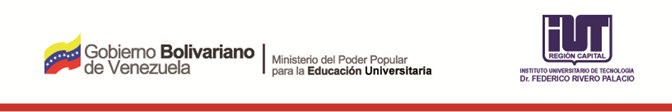 Gobierno Bolivariano
de Venezuela
Ministerio del Poder Popular
para la Educación Universitaria
IUT
REGIÓN CAPITAL
INSTITUTO UNIVERSITARIO DE TECNOLOGÍA
Dr. FEDERICO RIVERO PALACIO